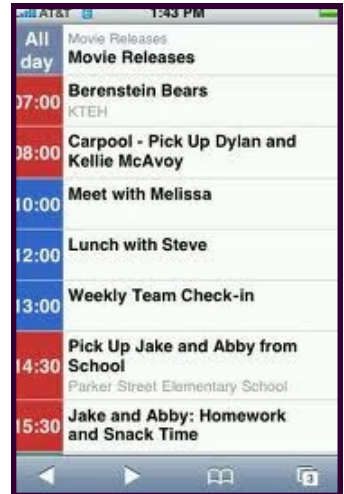 AT&T 1:43 PM
All day
Movie Releases
Movie Releases
07:00
Berenstein Bears
KTEH
08:00
Carpool - Pick Up Dylan and
Kellie McAvoy
10:00
Meet with Melissa
12:00
Lunch with Steve
13:00
Weekly Team Check-in
14:30
Pick Up Jake and Abby from
School
Parker Street Elementary School
15:30
Jake and Abby: Homework
and Snack Time
3